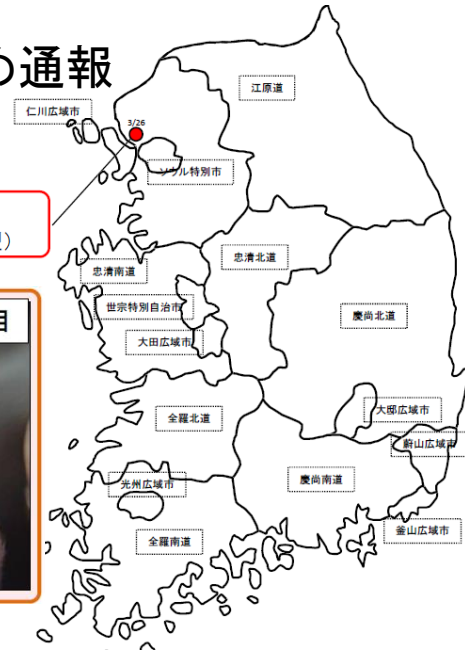 め通報
江原道
仁川広域市
3/26
ソウル特別市
忠清北道
忠清南道
世宗特別自治市
慶尚北道
大田広域市
大邱広域市
全羅北道
蔚山広域市
慶尚南道
光州広域市
釜山広域市
全羅南道